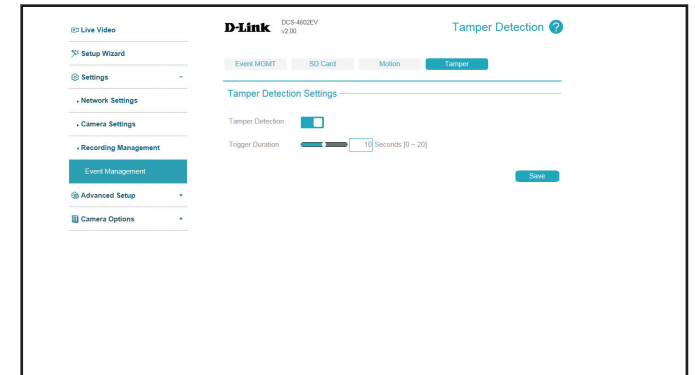 Live Video
Setup Wizard
Settings -
Network Settings
Camera Settings
Recording Management
Event Management
Advanced Setup
Camera Options
D-Link
DCS-4602EV
v2.00
Tamper Detection ?
Event MGMT SD Card Motion Tamper
Tamper Detection Settings
Tamper Detection
Trigger Duration 10 Seconds [0 ~ 20]
Save